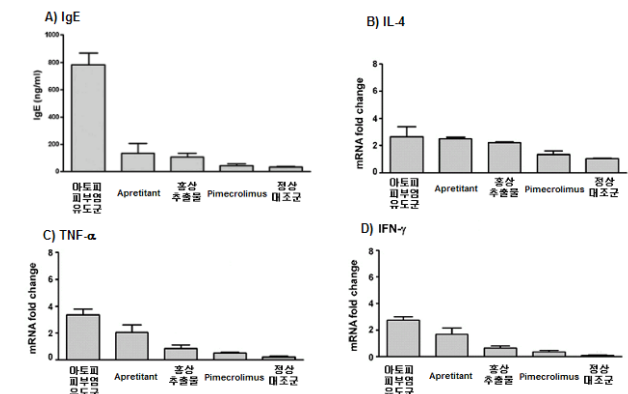 A) IgE
IgE (ng/ml)
1000
800
600
400
200
0
아토피
피부염
유도군
Apretitant
홍삼
추출물
Pimecrolimus
정상
대조군
B) IL-4
mRNA fold change
8
6
4
2
0
아토피
피부염
유도군
Apretitant
홍삼
추출물
Pimecrolimus
정상
대조군
C) TNF-α
mRNA fold change
8
6
4
2
0
아토피
피부염
유도군
Apretitant
홍삼
추출물
Pimecrolimus
정상
대조군
D) IFN-γ
mRNA fold change
8
6
4
2
0
아토피
피부염
유도군
Apretitant
홍삼
추출물
Pimecrolimus
정상
대조군